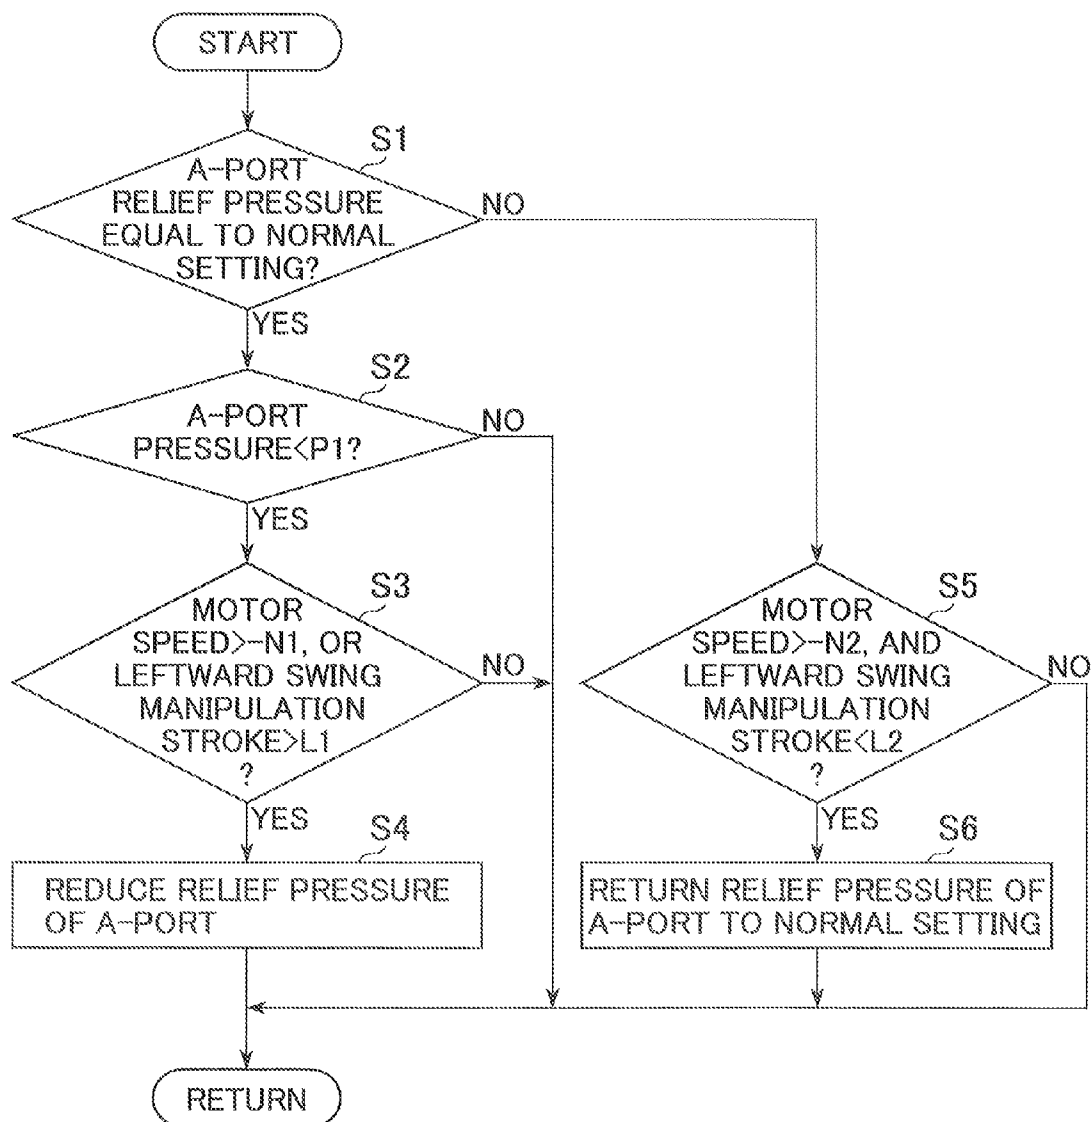 START
S1
A-PORT
RELIEF PRESSURE
EQUAL TO NORMAL
SETTING?
NO
YES
S2
A-PORT
PRESSURE<P1?
NO
YES
S3
MOTOR
SPEED>-N1, OR
LEFTWARD SWING
MANIPULATION
STROKE>L1
?
NO
YES
S4
REDUCE RELIEF PRESSURE
OF A-PORT
S5
MOTOR
SPEED>-N2, AND
LEFTWARD SWING
MANIPULATION
STROKE<L2
?
NO
YES
S6
RETURN RELIEF PRESSURE OF
A-PORT TO NORMAL SETTING
RETURN